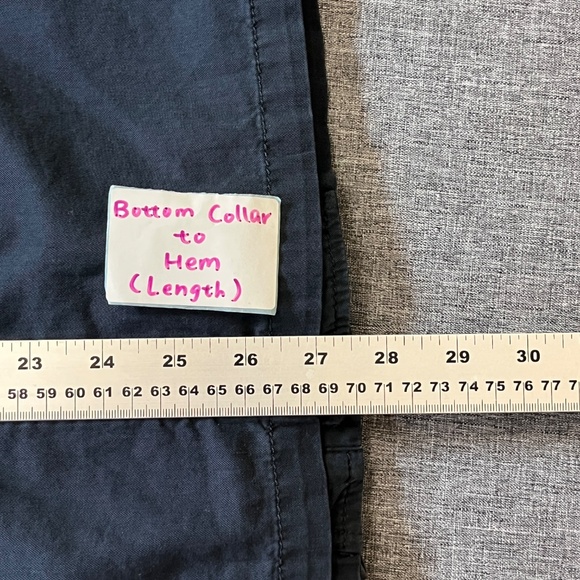 Bottom Collar
to
Hem
(Length)
23 24 25 26 27 28 29 30
58 59 60 61 62 63 64 65 66 67 68 69 70 71 72 73 74 75 76 77 7